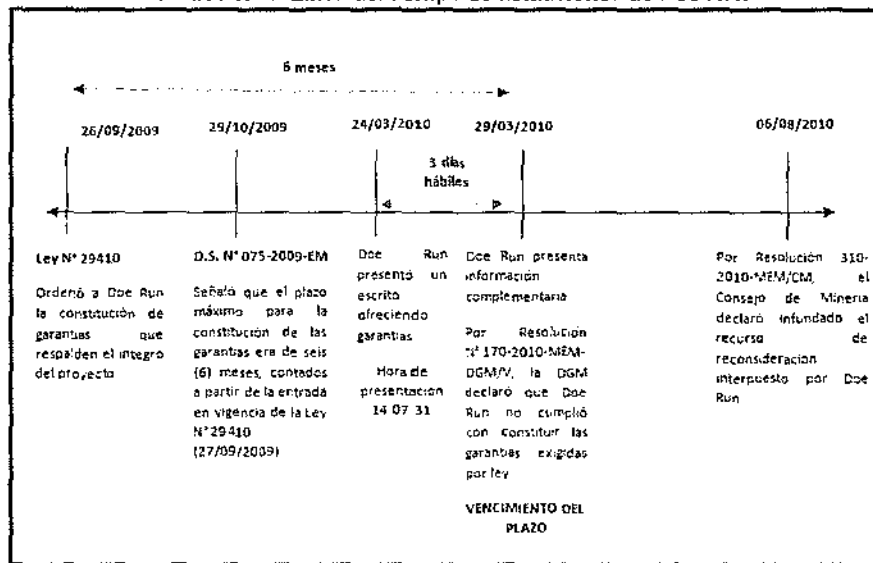 6 meses
26/09/2009
29/10/2009
24/03/2010
29/03/2010
06/08/2010
3 días
hábiles
Ley N° 29410
Ordenó a Doe Run
la constitución de
garantías que
respalden el integro
del proyecto
D.S. N° 075-2009-EM
Señaló que el plazo
máximo para la
constitución de las
garantías era de seis
(6) meses, contados
a partir de la entrada
en vigencia de la Ley
N° 29410
(27/09/2009)
Doe Run
presentó un
escrito
ofreciendo
garantías
Hora de
presentación
14 07 31
Doe Run presenta
información
complementaria
Por Resolución
N° 170-2010-MEM-
DGM/V, la DGM
declaró que Doe
Run no cumplió
con constituir las
garantías exigidas
por ley
VENCIMIENTO DEL
PLAZO
Por Resolución 310-
2010-MEM/CM, el
Consejo de Minería
declaró infundado el
recurso de
reconsideración
interpuesto por Doe
Run